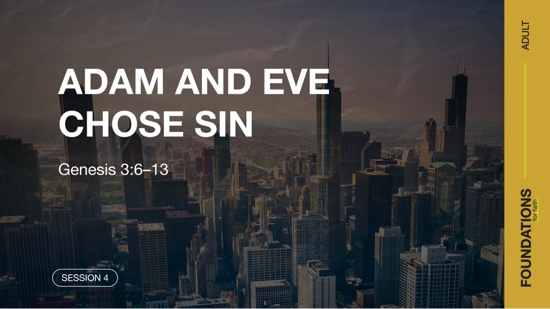 ADAM AND EVE
CHOSE SIN
Genesis 3:6–13
SESSION 4
ADULT
FOUNDATIONS
for faith